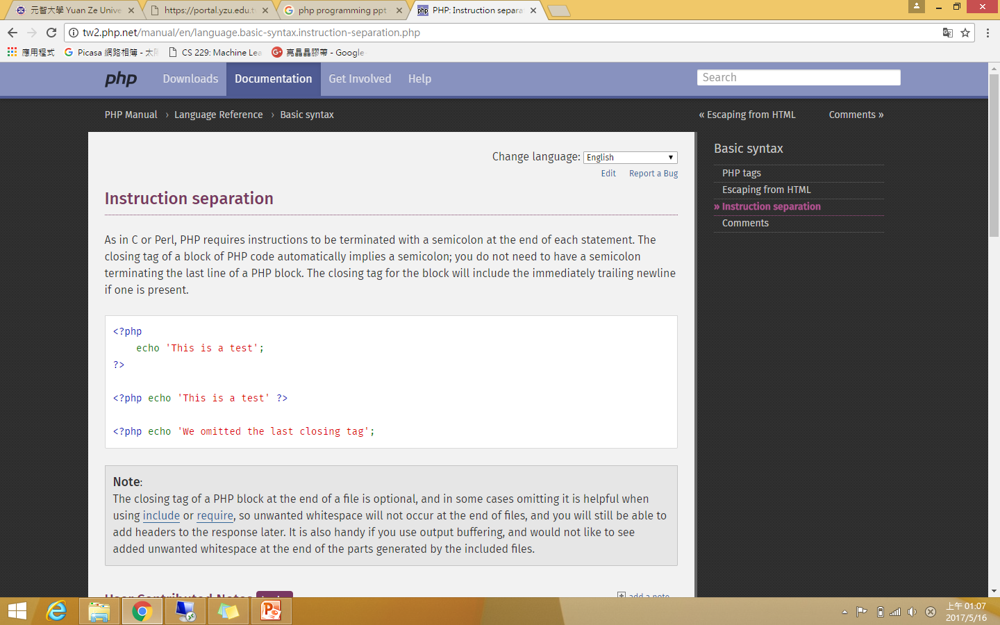 元智大學 Yuan Ze Unive
https://portal.yzu.edu.t
php programming ppt
PHP: Instruction separa
tw2.php.net/manual/en/language.basic-syntax.instruction-separation.php
應用程式
Picasa 網路相簿 - 太
CS 229: Machine Lea
亮晶晶膠帶 - Google
php
Downloads
Documentation
Get Involved
Help
Search
PHP Manual › Language Reference › Basic syntax
« Escaping from HTML
Comments »
Change language: English
Edit
Report a Bug
Instruction separation
As in C or Perl, PHP requires instructions to be terminated with a semicolon at the end of each statement. The
closing tag of a block of PHP code automatically implies a semicolon; you do not need to have a semicolon
terminating the last line of a PHP block. The closing tag for the block will include the immediately trailing newline
if one is present.
<?php
    echo 'This is a test';
?>
<?php echo 'This is a test' ?>
<?php echo 'We omitted the last closing tag';
Note:
The closing tag of a PHP block at the end of a file is optional, and in some cases omitting it is helpful when
using include or require, so unwanted whitespace will not occur at the end of files, and you will still be able to
add headers to the response later. It is also handy if you use output buffering, and would not like to see
added unwanted whitespace at the end of the parts generated by the included files.
User Contributed Notes
add a note
Basic syntax
PHP tags
Escaping from HTML
» Instruction separation
Comments
上午 01:07
2017/5/16